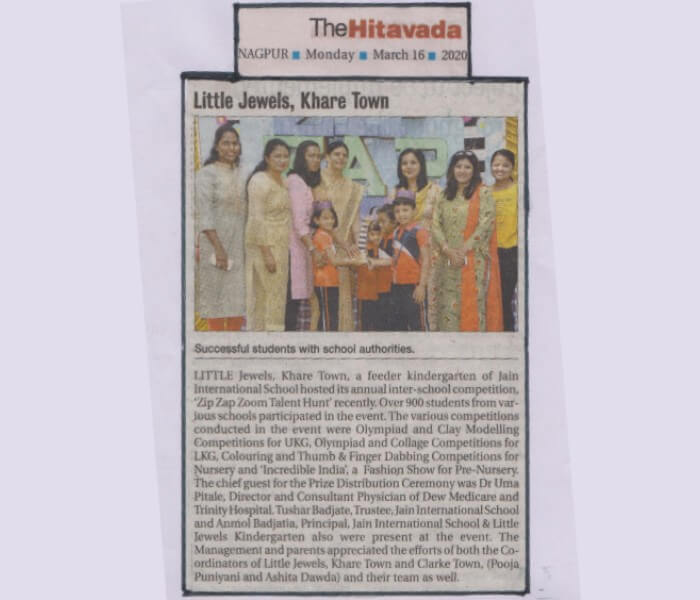 TheHitavada
NAGPUR ■ Monday ■ March 16 ■ 2020
Little Jewels, Khare Town
ZAP
Successful students with school authorities.
LITTLE Jewels, Khare Town, a feeder kindergarten of Jain
International School hosted its annual inter-school competition,
‘Zip Zap Zoom Talent Hunt’ recently. Over 900 students from var-
ious schools participated in the event. The various competitions
conducted in the event were Olympiad and Clay Modelling
Competitions for UKG, Olympiad and Collage Competitions for
LKG, Colouring and Thumb & Finger Dabbing Competitions for
Nursery and ‘Incredible India’, a Fashion Show for Pre-Nursery.
The chief guest for the Prize Distribution Ceremony was Dr Uma
Pitale, Director and Consultant Physician of Dew Medicare and
Trinity Hospital. Tushar Badjate, Trustee, Jain International School
and Anmol Badjatia, Principal, Jain International School & Little
Jewels Kindergarten also were present at the event. The
Management and parents appreciated the efforts of both the Co-
ordinators of Little Jewels, Khare Town and Clarke Town, (Pooja
Puniyani and Ashita Dawda) and their team as well.